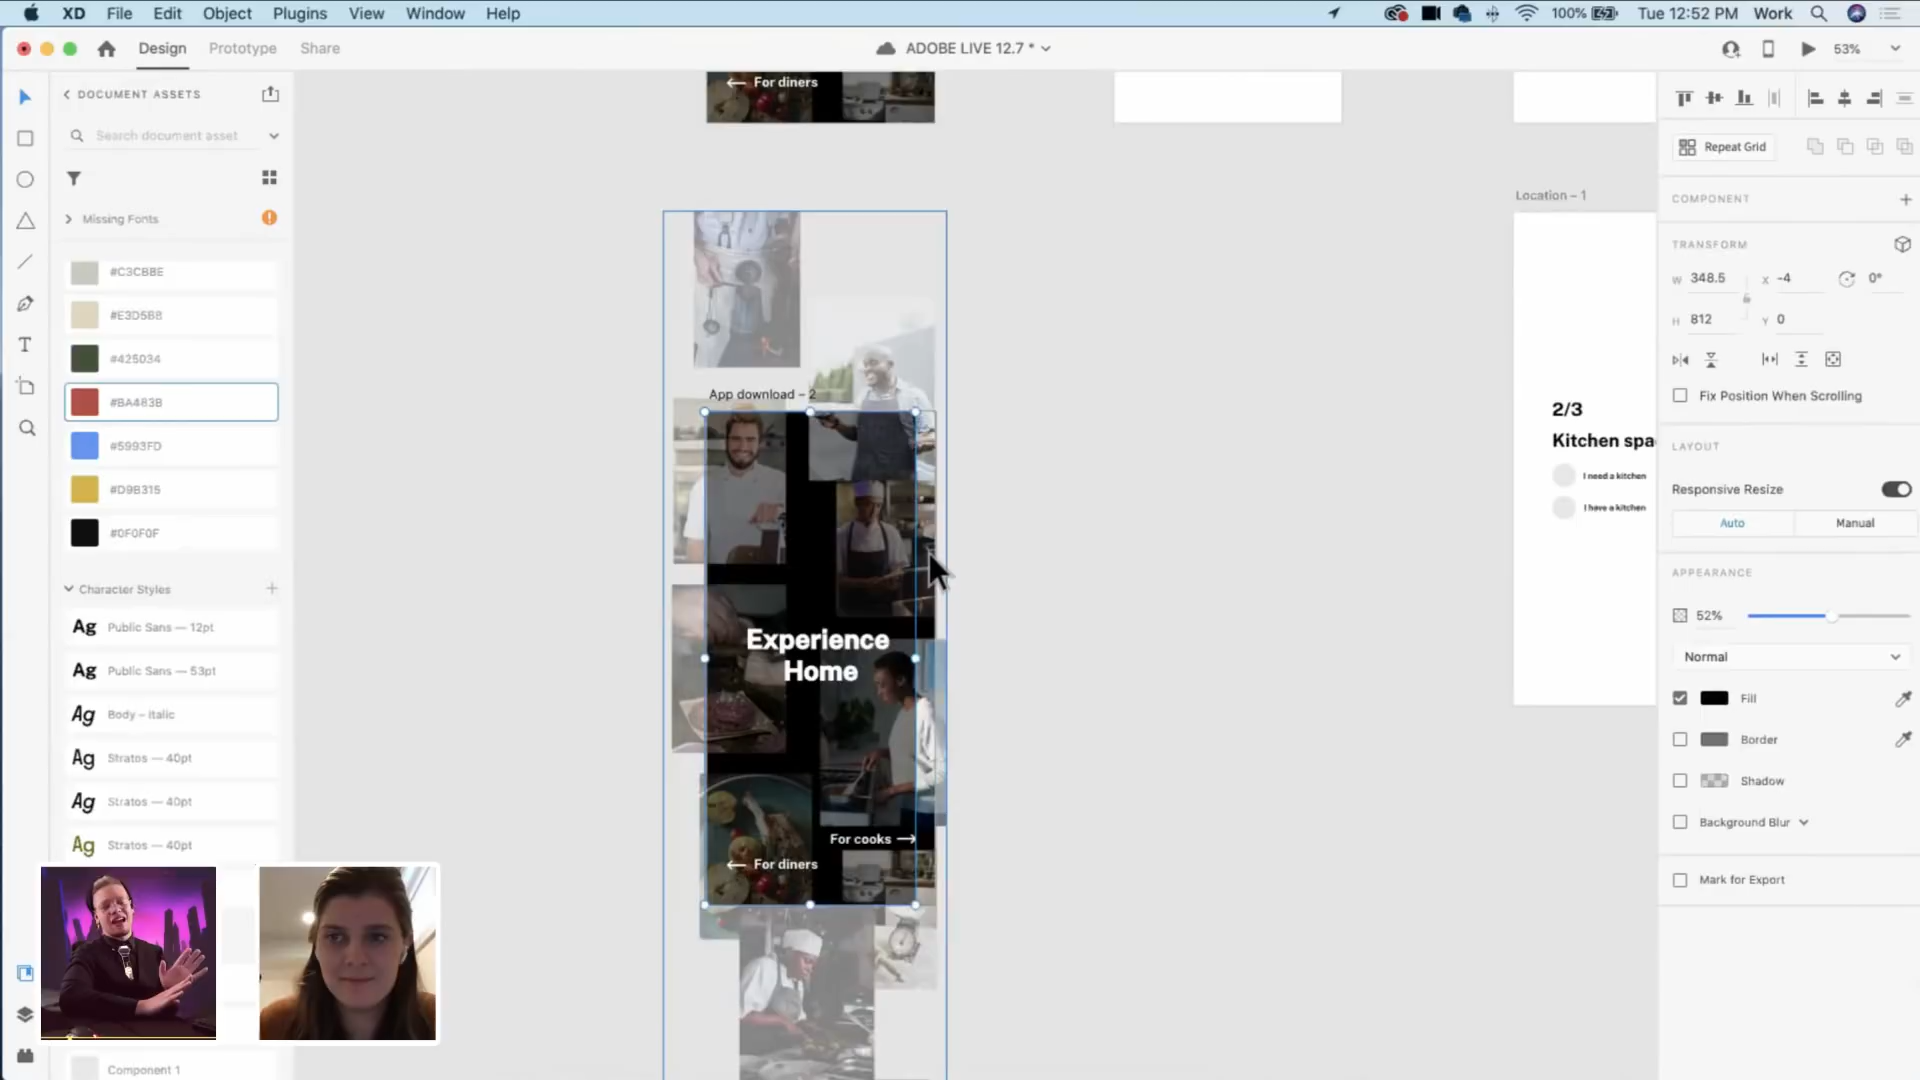 XD File Edit Object Plugins View Window Help
100% Tue 12:52 PM Work
Design Prototype Share
ADOBE LIVE 12.7 *
53%
DOCUMENT ASSETS
Search document asset
Missing Fonts
#C3CBBE
#E3D5B8
#425034
#BA483B
#5993FD
#D9B315
#0F0F0F
Character Styles
Ag Public Sans — 12pt
Ag Public Sans — 53pt
Ag Body – Italic
Ag Stratos — 40pt
Ag Stratos — 40pt
Ag Stratos — 40pt
Component 1
← For diners
App download – 2
Experience
Home
For cooks →
← For diners
Location – 1
2/3
Kitchen spa
I need a kitchen
I have a kitchen
Repeat Grid
COMPONENT
TRANSFORM
W 348.5 X -4 0°
H 812 Y 0
Fix Position When Scrolling
LAYOUT
Responsive Resize
Auto Manual
APPEARANCE
52%
Normal
Fill
Border
Shadow
Background Blur
Mark for Export